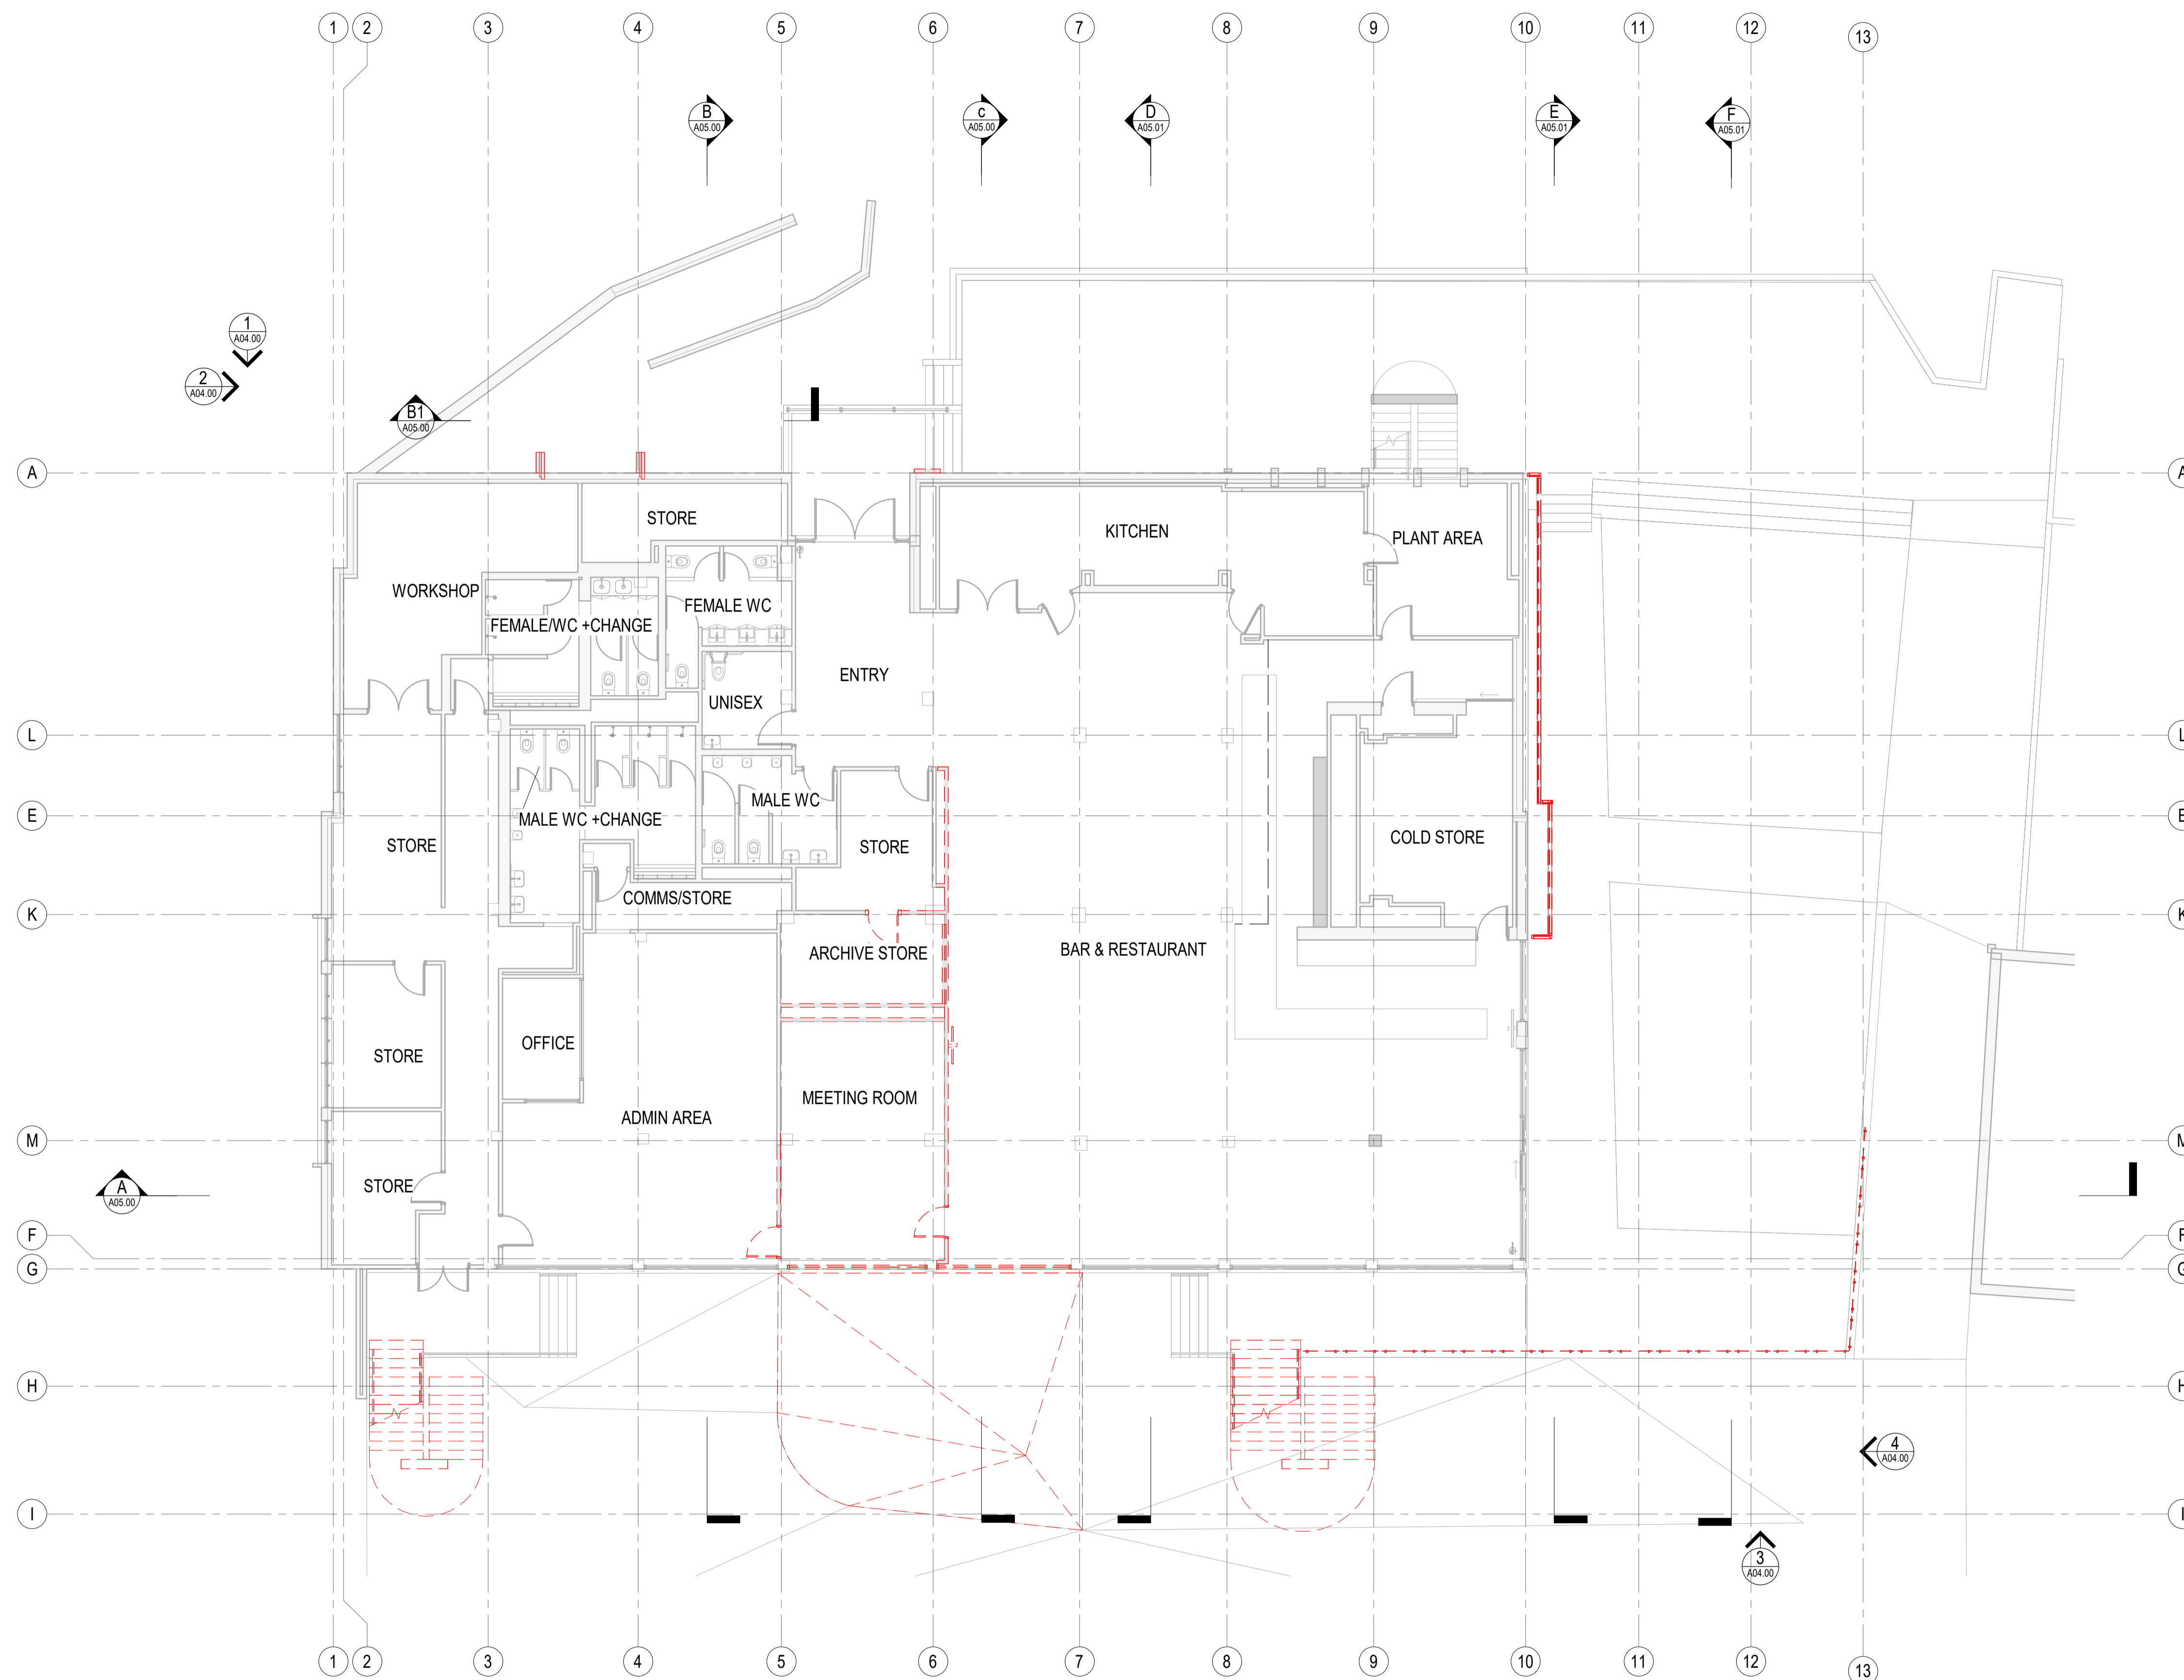 1 2 3 4 5 6 7 8 9 10 11 12 13
B
A05.00
c
A05.00
D
A05.01
E
A05.01
F
A05.01
1
A04.00
2
A04.00
B1
A05.00
A A
STORE
KITCHEN
PLANT AREA
WORKSHOP
FEMALE WC
FEMALE/WC +CHANGE
ENTRY
UNISEX
L L
MALE WC
E E
MALE WC +CHANGE
STORE
STORE
COLD STORE
COMMS/STORE
K K
ARCHIVE STORE
BAR & RESTAURANT
OFFICE
STORE
MEETING ROOM
ADMIN AREA
M M
STORE
A
A05.00
F F
G G
H H
4
A04.00
I I
3
A04.00
1 2 3 4 5 6 7 8 9 10 11 12 13